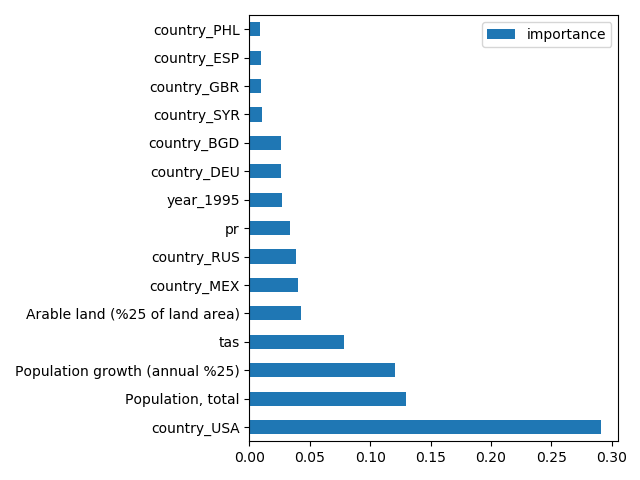 importance
country_PHL
country_ESP
country_GBR
country_SYR
country_BGD
country_DEU
year_1995
pr
country_RUS
country_MEX
Arable land (%25 of land area)
tas
Population growth (annual %25)
Population, total
country_USA
0.00 0.05 0.10 0.15 0.20 0.25 0.30